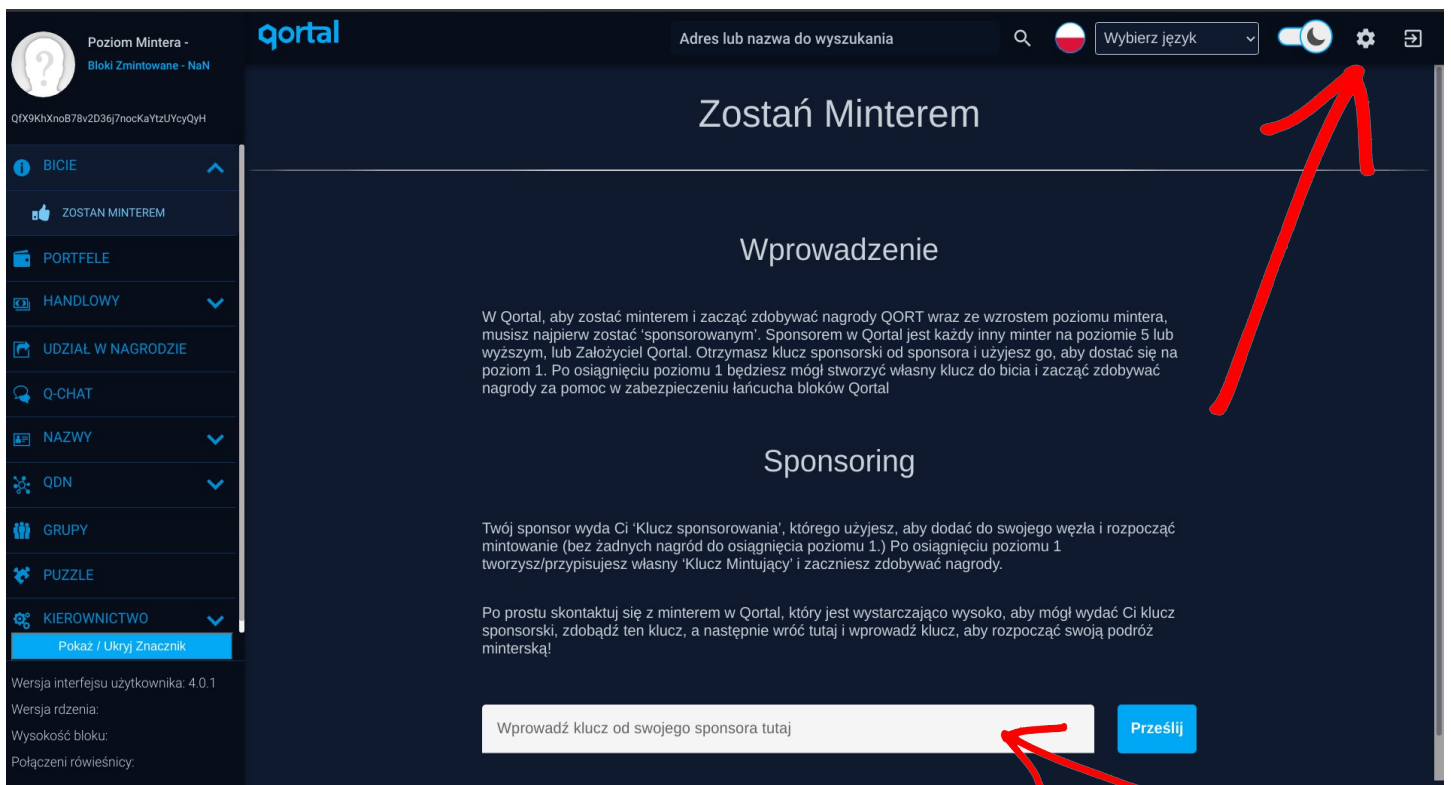 Poziom Mintera -
Bloki Zmintowane - NaN
QfX9KhXnoB78v2D36j7nocKaYtzUYcyQyH
BICIE
ZOSTAN MINTEREM
PORTFELE
HANDLOWY
UDZIAŁ W NAGRODZIE
Q-CHAT
NAZWY
QDN
GRUPY
PUZZLE
KIEROWNICTWO
Pokaż / Ukryj Znacznik
Wersja interfejsu użytkownika: 4.0.1
Wersja rdzenia:
Wysokość bloku:
Połączeni rówieśnicy:
qortal
Adres lub nazwa do wyszukania
Wybierz język
Zostań Minterem
Wprowadzenie
W Qortal, aby zostać minterem i zacząć zdobywać nagrody QORT wraz ze wzrostem poziomu mintera,
musisz najpierw zostać ‘sponsorowanym’. Sponsorem w Qortal jest każdy inny minter na poziomie 5 lub
wyższym, lub Założyciel Qortal. Otrzymasz klucz sponsorski od sponsora i użyjesz go, aby dostać się na
poziom 1. Po osiągnięciu poziomu 1 będziesz mógł stworzyć własny klucz do bicia i zacząć zdobywać
nagrody za pomoc w zabezpieczeniu łańcucha bloków Qortal
Sponsoring
Twój sponsor wyda Ci ‘Klucz sponsorowania’, którego użyjesz, aby dodać do swojego węzła i rozpocząć
mintowanie (bez żadnych nagród do osiągnięcia poziomu 1.) Po osiągnięciu poziomu 1
tworzysz/przypisujesz własny ‘Klucz Mintujący’ i zaczniesz zdobywać nagrody.
Po prostu skontaktuj się z minterem w Qortal, który jest wystarczająco wysoko, aby mógł wydać Ci klucz
sponsorski, zdobądź ten klucz, a następnie wróć tutaj i wprowadź klucz, aby rozpocząć swoją podróż
minterską!
Wprowadź klucz od swojego sponsora tutaj
Prześlij